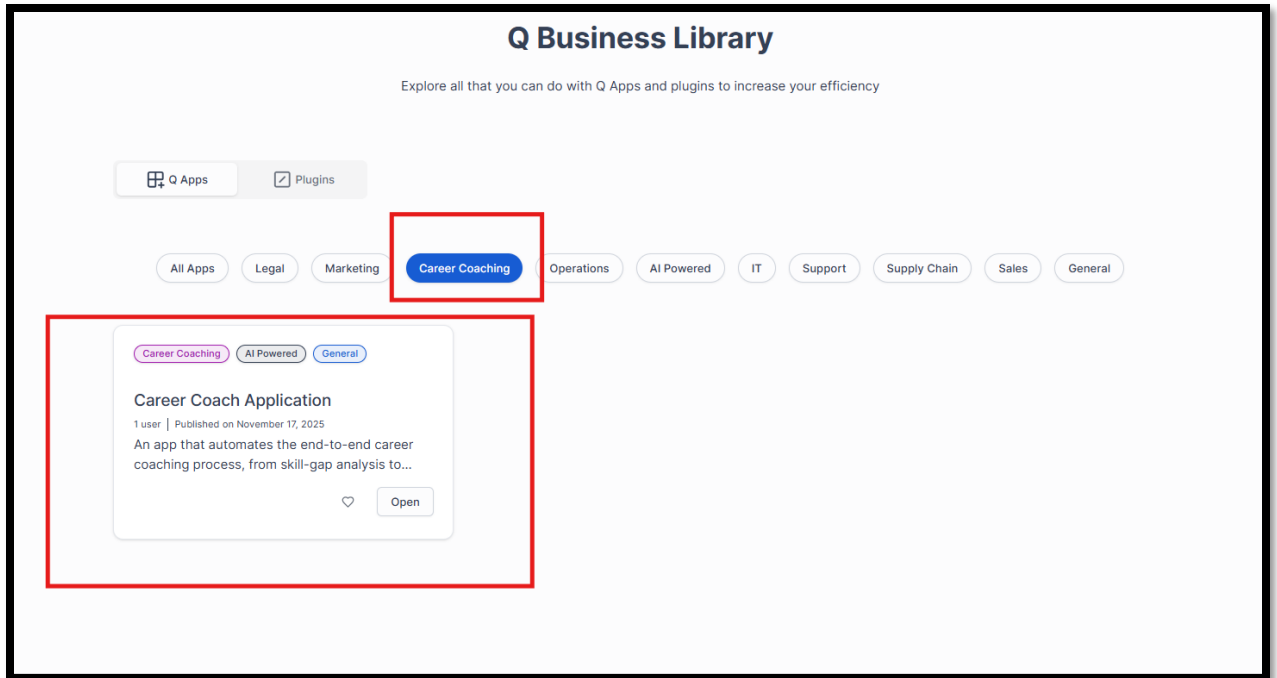 Q Business Library
Explore all that you can do with Q Apps and plugins to increase your efficiency
Q Apps Plugins
All Apps Legal Marketing Career Coaching Operations AI Powered IT Support Supply Chain Sales General
Career Coaching AI Powered General
Career Coach Application
1 user | Published on November 17, 2025
An app that automates the end-to-end career
coaching process, from skill-gap analysis to...
Open